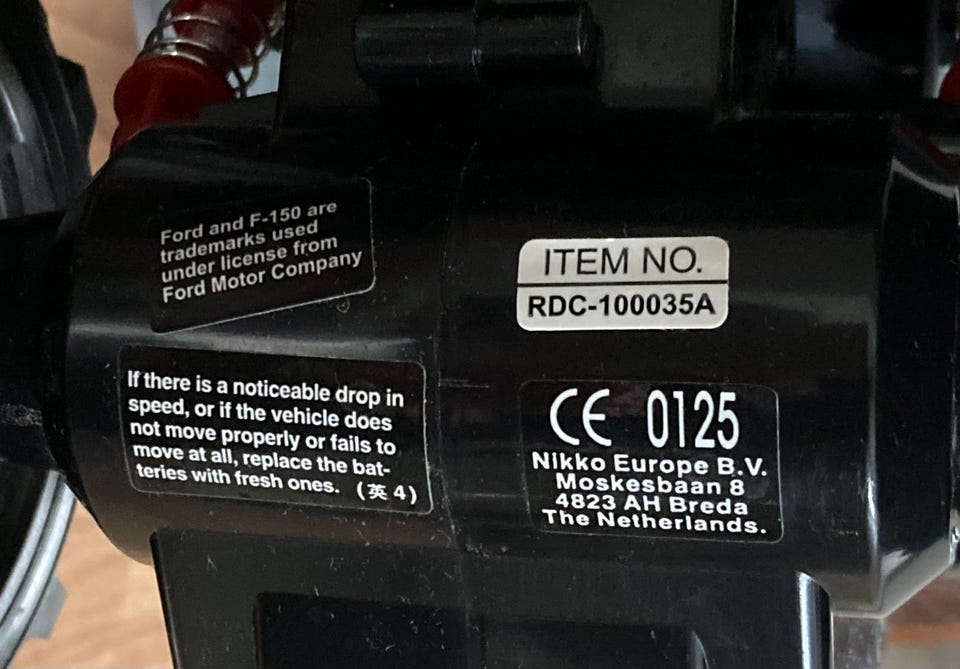 Ford and F-150 are
trademarks used
under license from
Ford Motor Company
ITEM NO.
RDC-100035A
If there is a noticeable drop in
speed, or if the vehicle does
not move properly or fails to
move at all, replace the bat-
teries with fresh ones. (英 4)
CE 0125
Nikko Europe B.V.
Moskesbaan 8
4823 AH Breda
The Netherlands.